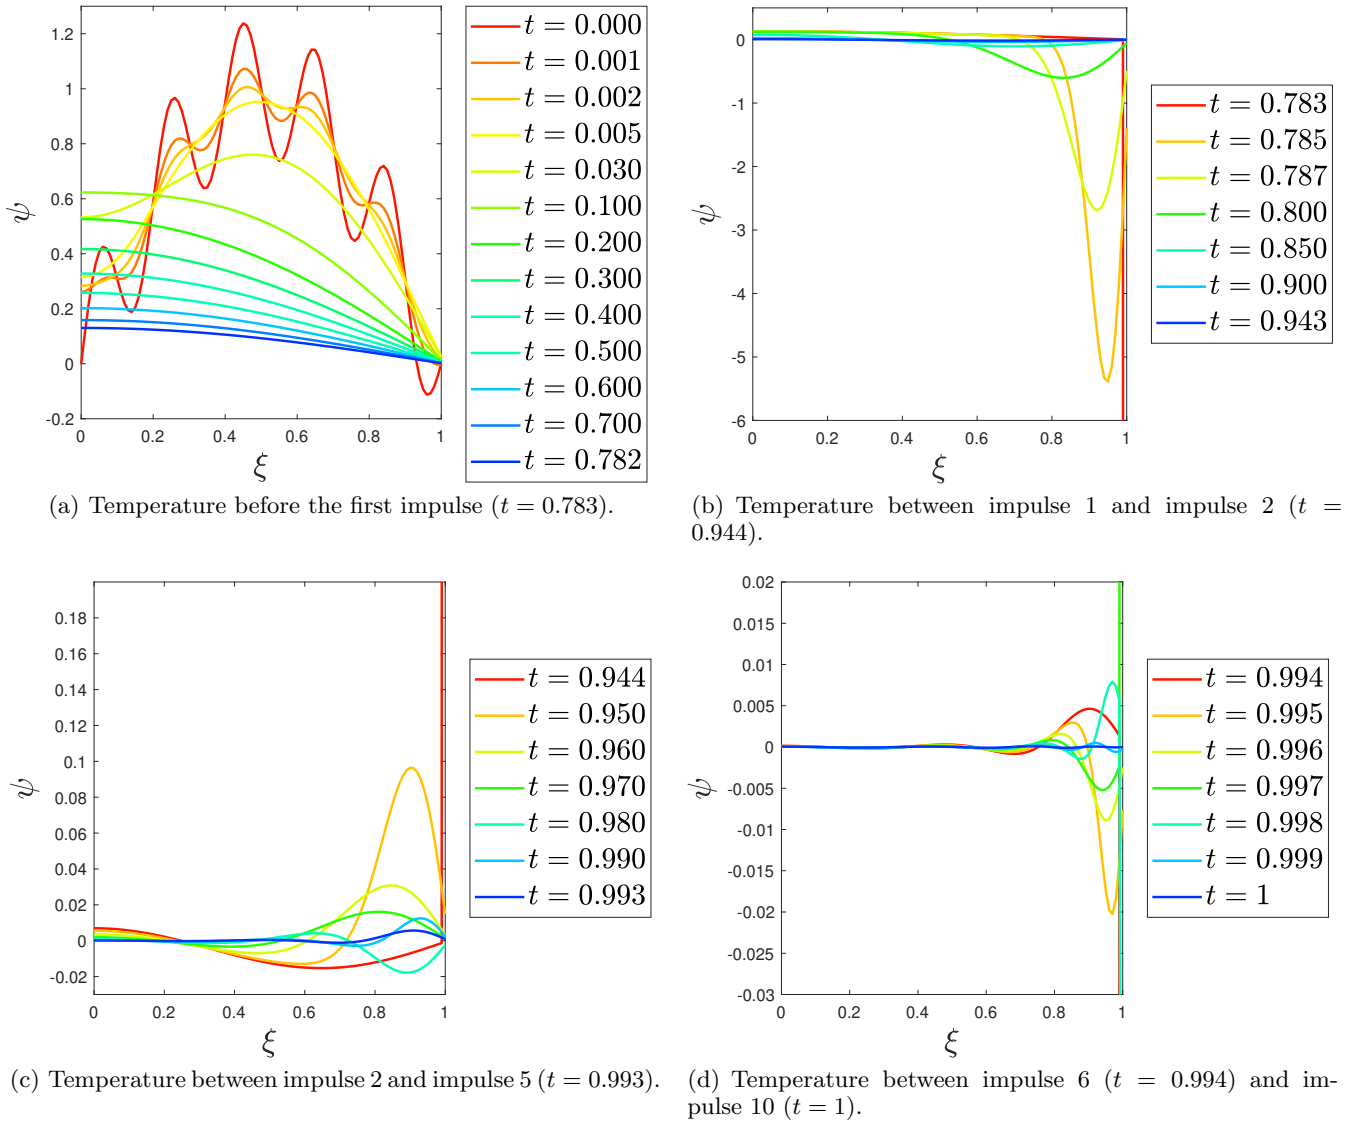 1.2
1
0.8
0.6
0.4
0.2
0
-0.2
ψ
0 0.2 0.4 0.6 0.8 1
ξ
t = 0.000
t = 0.001
t = 0.002
t = 0.005
t = 0.030
t = 0.100
t = 0.200
t = 0.300
t = 0.400
t = 0.500
t = 0.600
t = 0.700
t = 0.782
(a) Temperature before the first impulse (t = 0.783).
0
-1
-2
-3
-4
-5
-6
ψ
0 0.2 0.4 0.6 0.8 1
ξ
t = 0.783
t = 0.785
t = 0.787
t = 0.800
t = 0.850
t = 0.900
t = 0.943
(b) Temperature between impulse 1 and impulse 2 (t =
0.944).
0.18
0.16
0.14
0.12
0.1
0.08
0.06
0.04
0.02
0
-0.02
ψ
0 0.2 0.4 0.6 0.8 1
ξ
t = 0.944
t = 0.950
t = 0.960
t = 0.970
t = 0.980
t = 0.990
t = 0.993
(c) Temperature between impulse 2 and impulse 5 (t = 0.993).
0.02
0.015
0.01
0.005
0
-0.005
-0.01
-0.015
-0.02
-0.025
-0.03
ψ
0 0.2 0.4 0.6 0.8 1
ξ
t = 0.994
t = 0.995
t = 0.996
t = 0.997
t = 0.998
t = 0.999
t = 1
(d) Temperature between impulse 6 (t = 0.994) and im-
pulse 10 (t = 1).